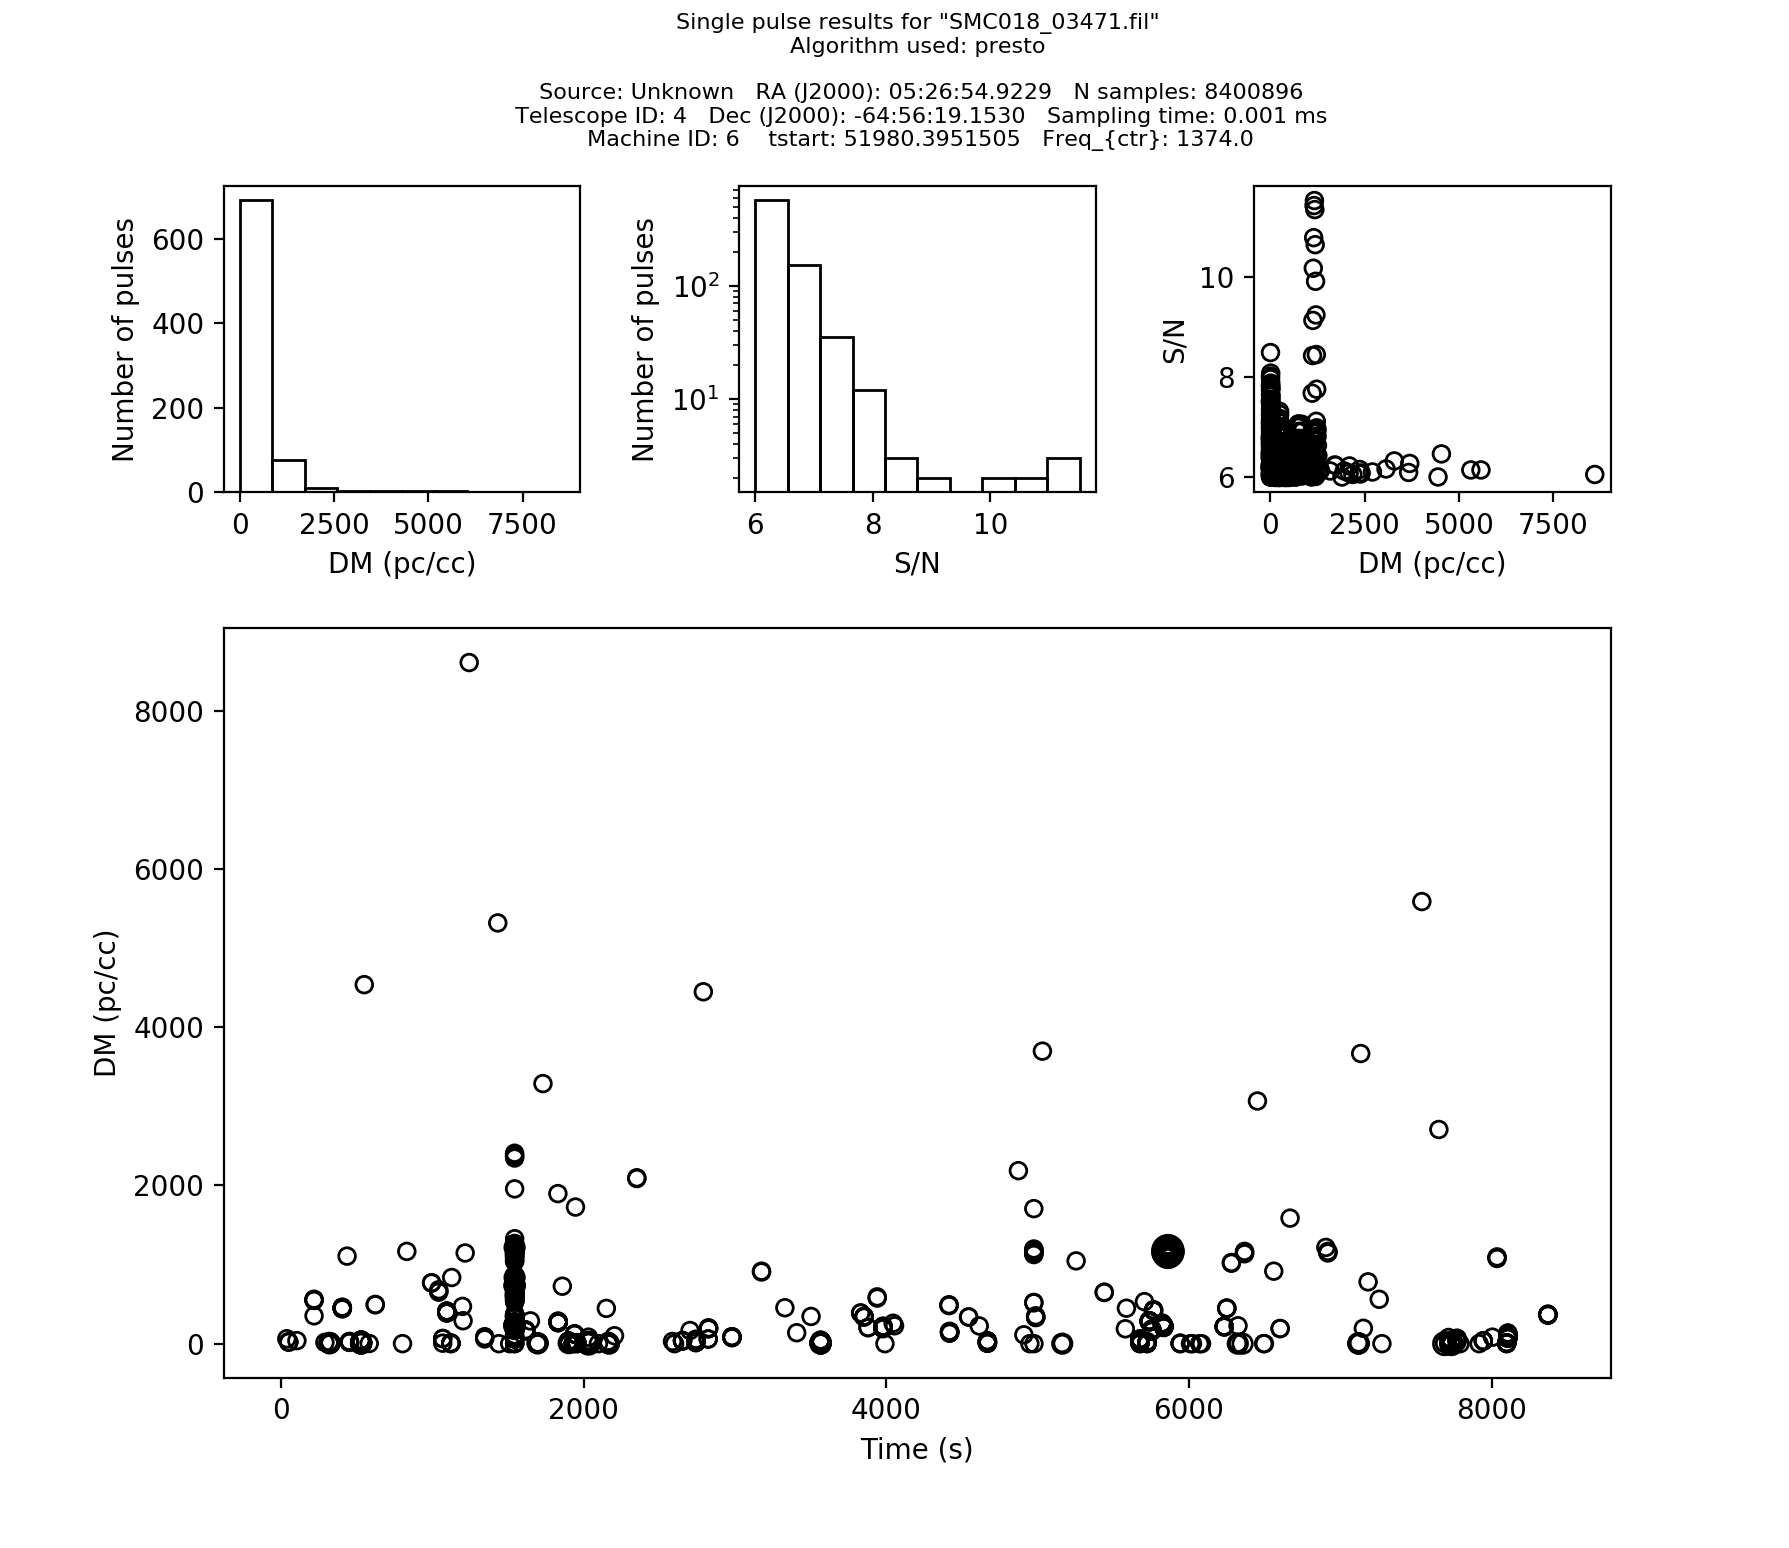 Single pulse results for "SMC018_03471.fil"
Algorithm used: presto
Source: Unknown   RA (J2000): 05:26:54.9229   N samples: 8400896
Telescope ID: 4   Dec (J2000): -64:56:19.1530   Sampling time: 0.001 ms
Machine ID: 6    tstart: 51980.3951505   Freq_{ctr}: 1374.0
Number of pulses
600
400
200
0
0 2500 5000 7500
DM (pc/cc)
Number of pulses
10²
10¹
6 8 10
S/N
S/N
10
8
6
0 2500 5000 7500
DM (pc/cc)
DM (pc/cc)
8000
6000
4000
2000
0
0 2000 4000 6000 8000
Time (s)